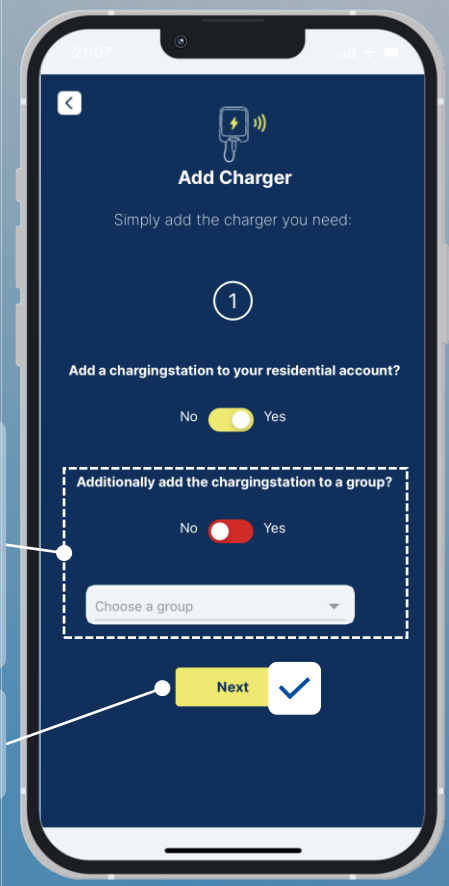 21:07
Add Charger
Simply add the charger you need:
1
Add a chargingstation to your residential account?
No Yes
Additionally add the chargingstation to a group?
No Yes
Choose a group
Next